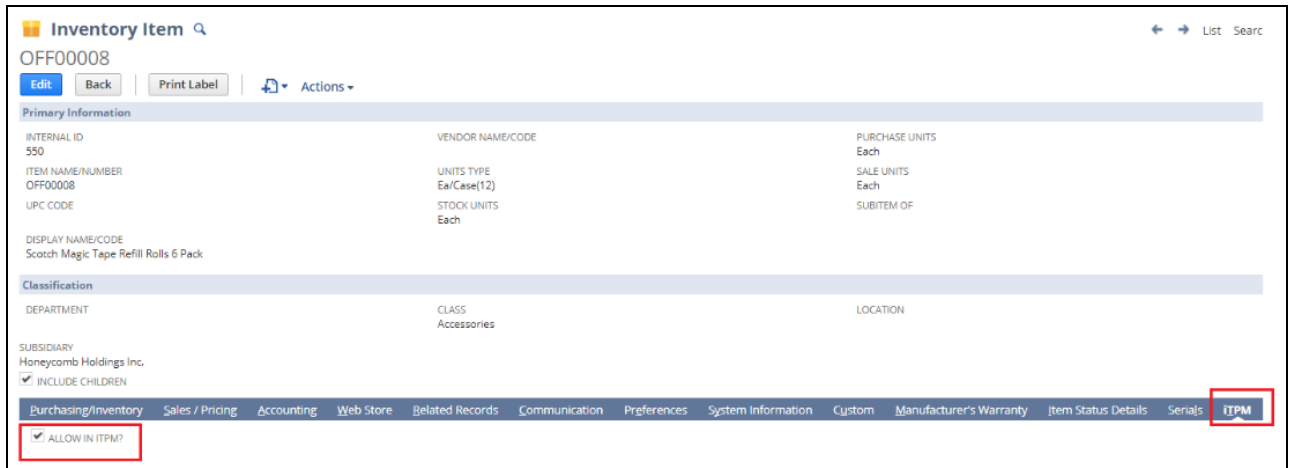 Inventory Item
List Searc
OFF00008
Edit Back Print Label Actions
Primary Information
INTERNAL ID VENDOR NAME/CODE PURCHASE UNITS
550 Each
ITEM NAME/NUMBER UNITS TYPE SALE UNITS
OFF00008 Ea/Case(12) Each
UPC CODE STOCK UNITS SUBITEM OF
Each
DISPLAY NAME/CODE
Scotch Magic Tape Refill Rolls 6 Pack
Classification
DEPARTMENT CLASS LOCATION
Accessories
SUBSIDIARY
Honeycomb Holdings Inc.
INCLUDE CHILDREN
Purchasing/Inventory Sales / Pricing Accounting Web Store Related Records Communication Preferences System Information Custom Manufacturer's Warranty Item Status Details Serials iTPM
ALLOW IN ITPM?